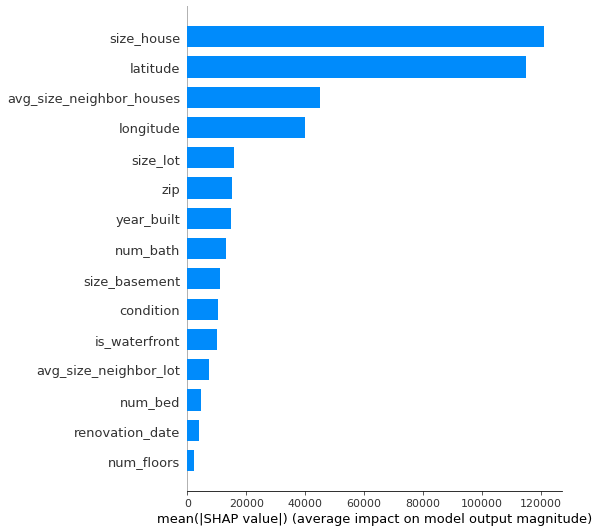 size_house
latitude
avg_size_neighbor_houses
longitude
size_lot
zip
year_built
num_bath
size_basement
condition
is_waterfront
avg_size_neighbor_lot
num_bed
renovation_date
num_floors
0 20000 40000 60000 80000 100000 120000
mean(|SHAP value|) (average impact on model output magnitude)